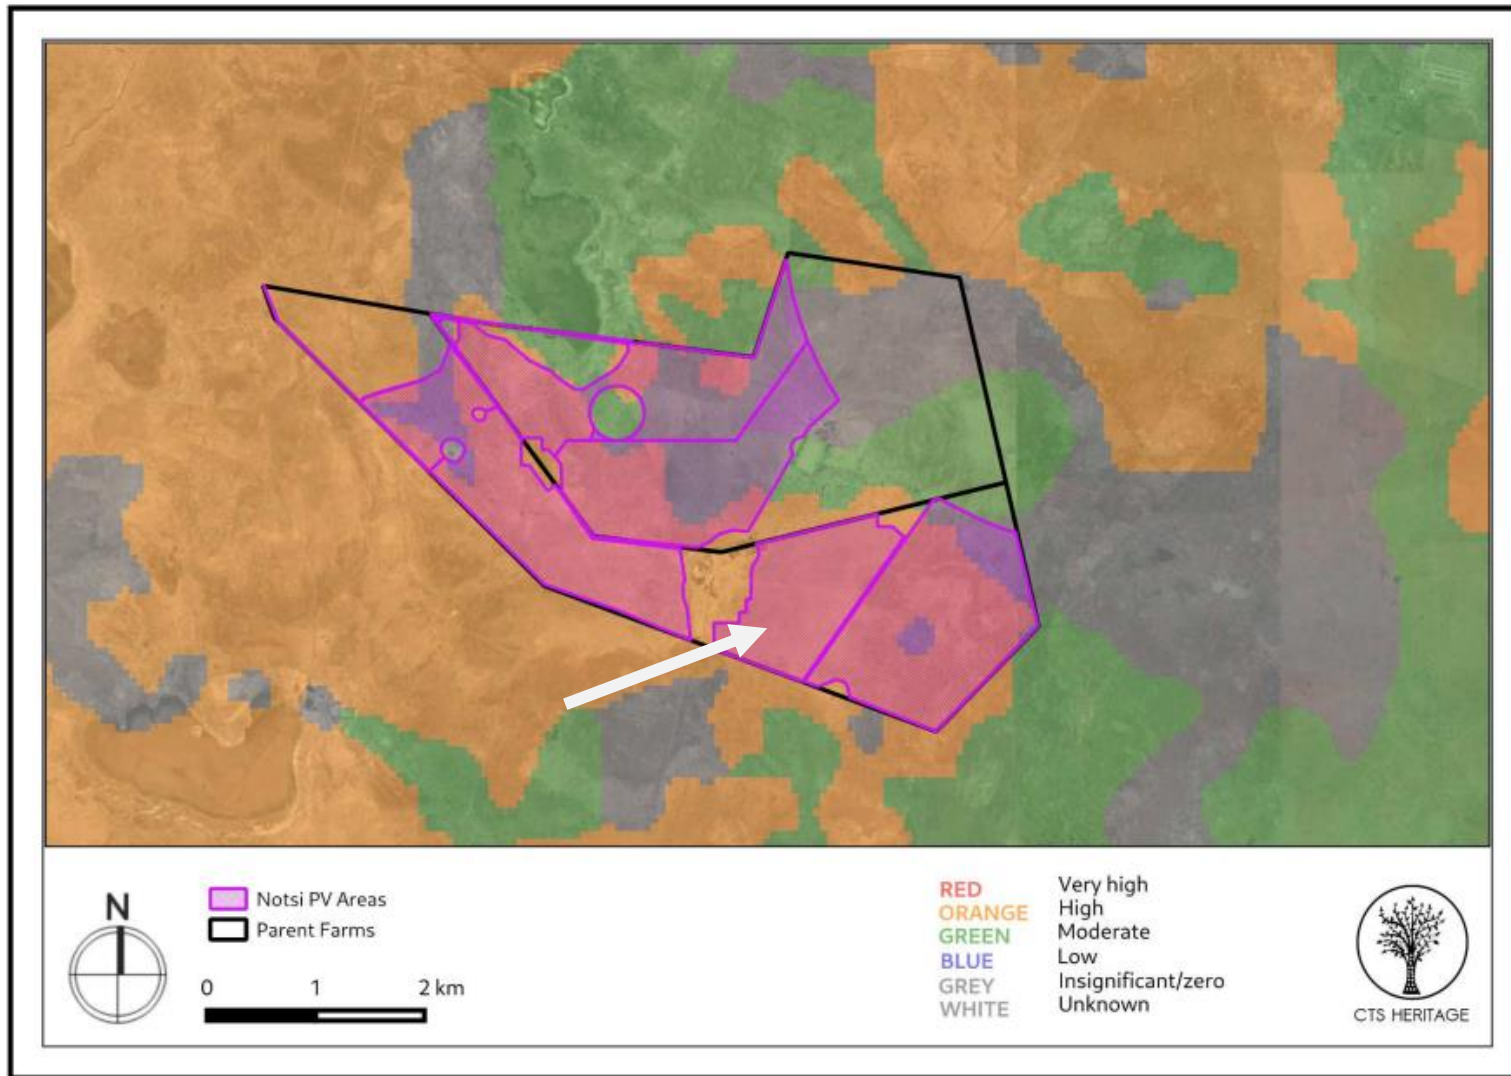 N
Notsi PV Areas
Parent Farms
0 1 2 km
RED Very high
ORANGE High
GREEN Moderate
BLUE Low
GREY Insignificant/zero
WHITE Unknown
CTS HERITAGE